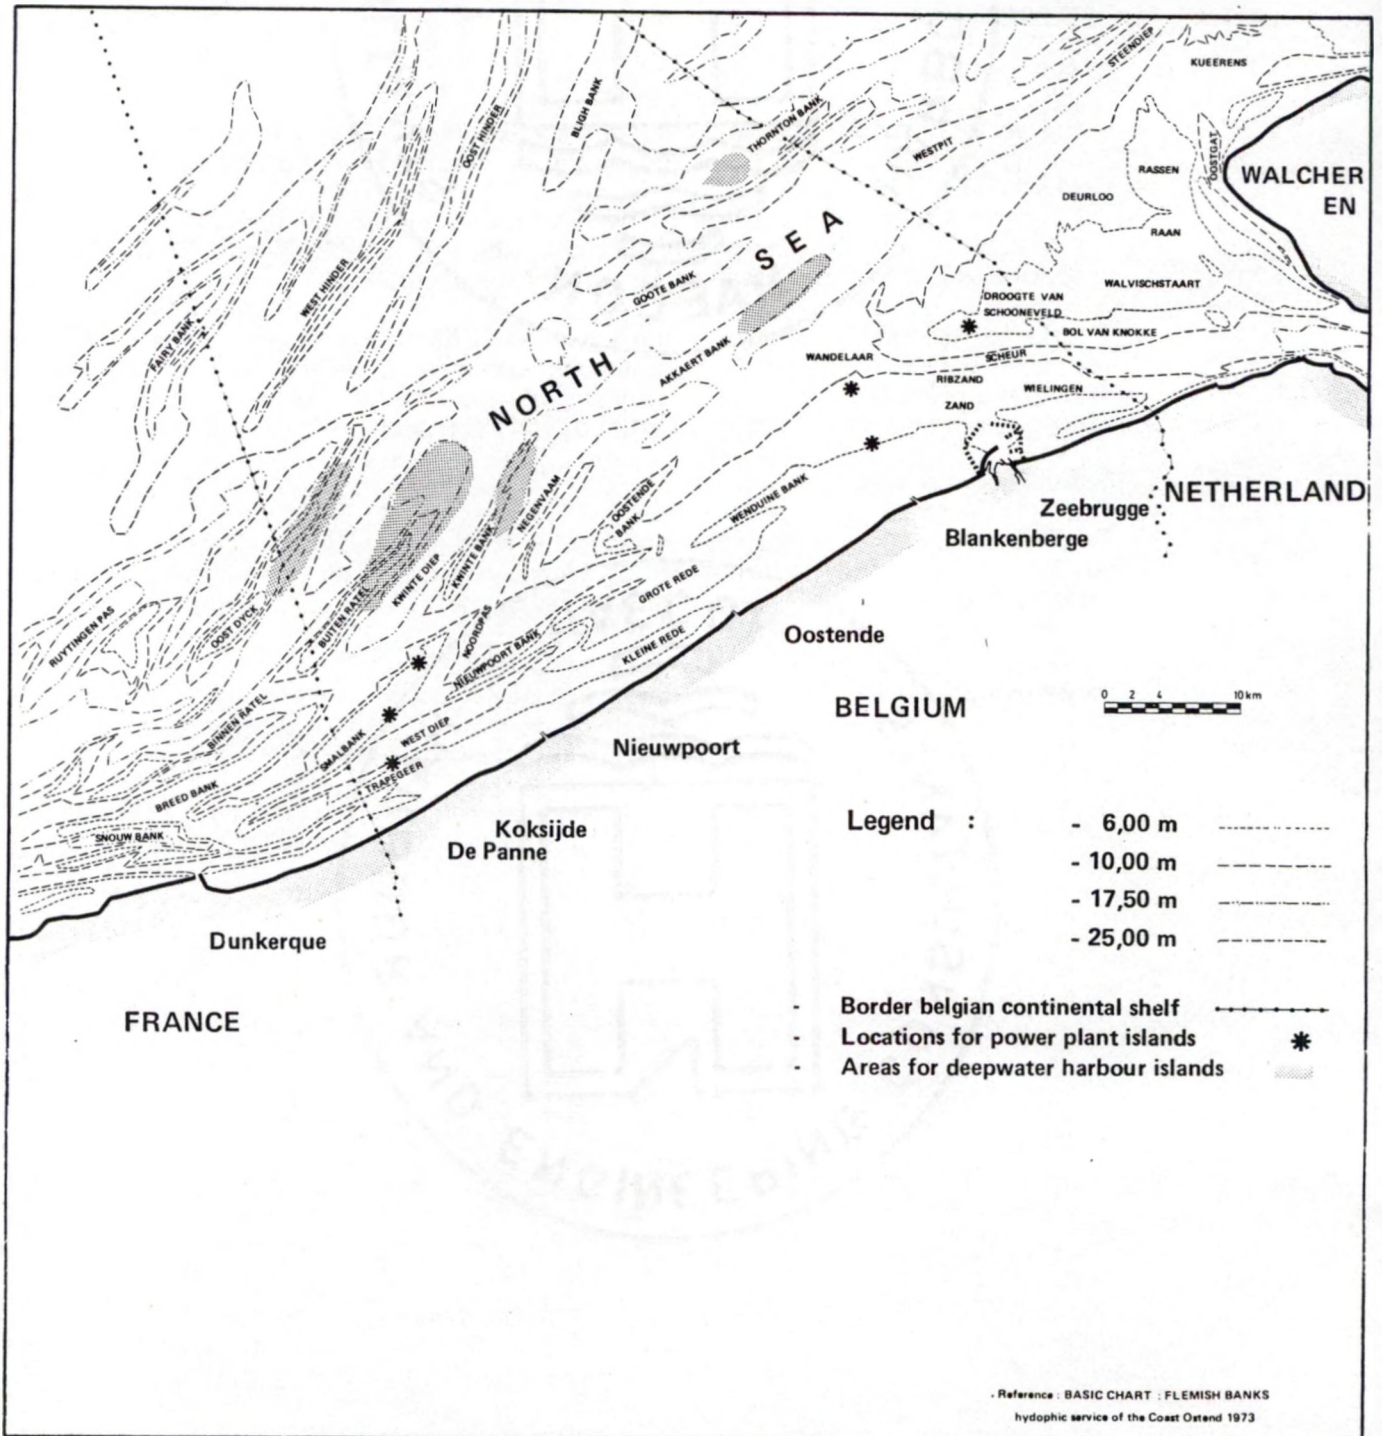 STEENDIEP
KUEERENS
BLIGH BANK
OOST HINDER
THORNTON BANK
WESTPIT
OOSTGAT
RASSEN
WALCHER
EN
DEURLOO
RAAN
NORTH SEA
WEST HINDER
GOOTE BANK
WALVISCHSTAART
DROOGTE VAN
SCHOONEVELD
BOL VAN KNOKKE
FAIRY BANK
AKKAERT BANK
WANDELAAR
SCHEUR
RIBZAND
WIELINGEN
ZAND
NETHERLAND
Zeebrugge
Blankenberge
NEGENVAAM
OOSTENDE
BANK
WENDUINE BANK
KWINTE BANK
KWINTE DIEP
BUITEN RATEL
OOST DYCK
RUYTINGEN PAS
GROTE REDE
KLEINE REDE
NOORDPAS
NIEUWPOORT BANK
Oostende
BELGIUM
0 2 4 10 km
BINNEN RATEL
SMALBANK
WEST DIEP
TRAPEGEER
Nieuwpoort
BREED BANK
SNOUW BANK
Koksijde
De Panne
Dunkerque
FRANCE
Legend :
- 6,00 m
- 10,00 m
- 17,50 m
- 25,00 m
- Border belgian continental shelf
- Locations for power plant islands
- Areas for deepwater harbour islands
. Reference : BASIC CHART : FLEMISH BANKS
hydophic service of the Coast Ostend 1973